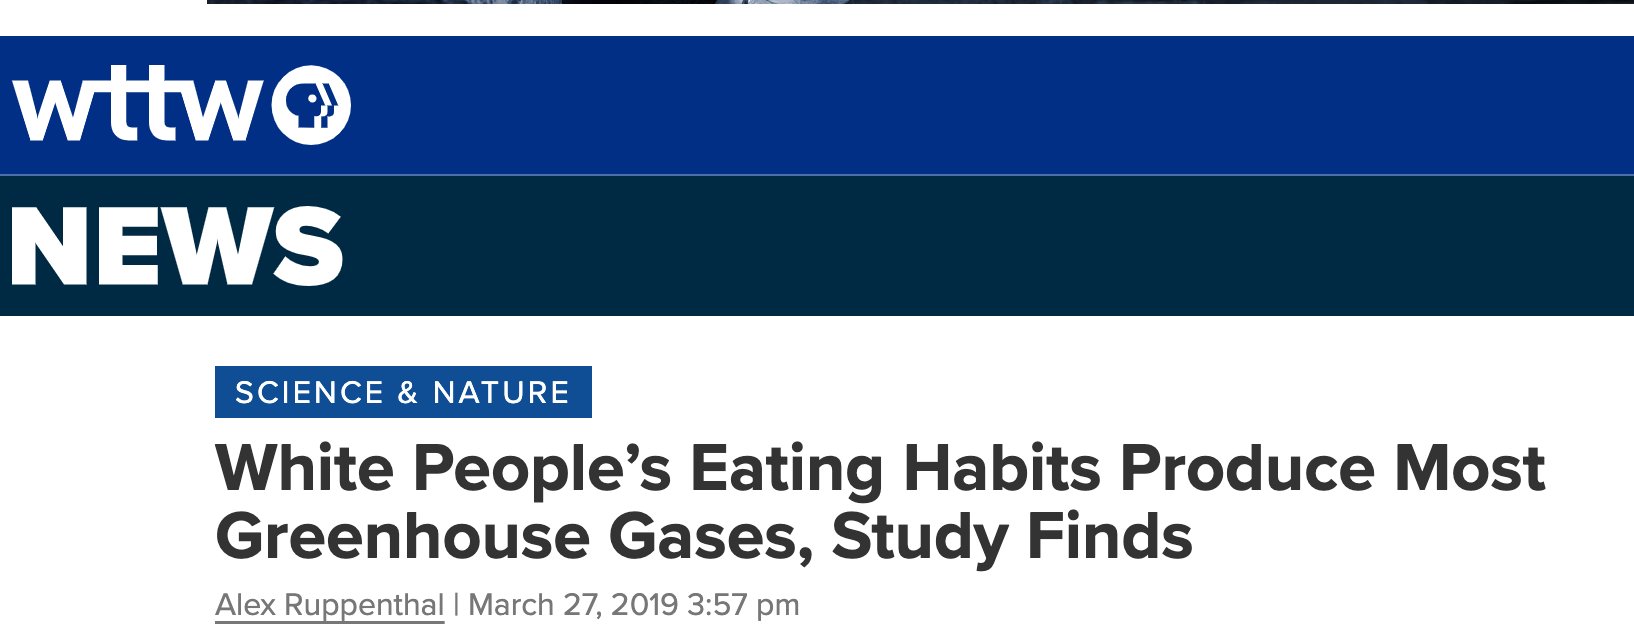 wttw
NEWS
SCIENCE & NATURE
White People’s Eating Habits Produce Most
Greenhouse Gases, Study Finds
Alex Ruppenthal | March 27, 2019 3:57 pm